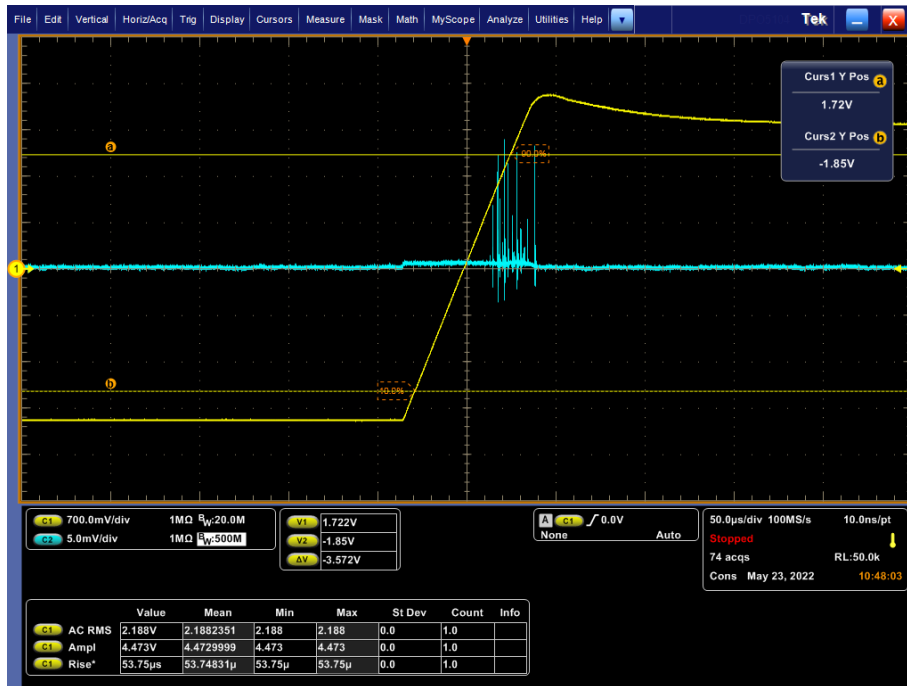 File Edit Vertical Horiz/Acq Trig Display Cursors Measure Mask Math MyScope Analyze Utilities Help Tek X
Curs1 Y Pos a
1.72V
Curs2 Y Pos b
-1.85V
a
90.0%
1
b
10.0%
C1 700.0mV/div 1MΩ BW:20.0M
C2 5.0mV/div 1MΩ BW:500M
V1 1.722V
V2 -1.85V
ΔV -3.572V
A C1 0.0V
None Auto
50.0µs/div 100MS/s 10.0ns/pt
Stopped
74 acqs RL:50.0k
Cons May 23, 2022 10:48:03
Value Mean Min Max St Dev Count Info
C1 AC RMS 2.188V 2.1882351 2.188 2.188 0.0 1.0
C1 Ampl 4.473V 4.4729999 4.473 4.473 0.0 1.0
C1 Rise* 53.75µs 53.74831µ 53.75µ 53.75µ 0.0 1.0